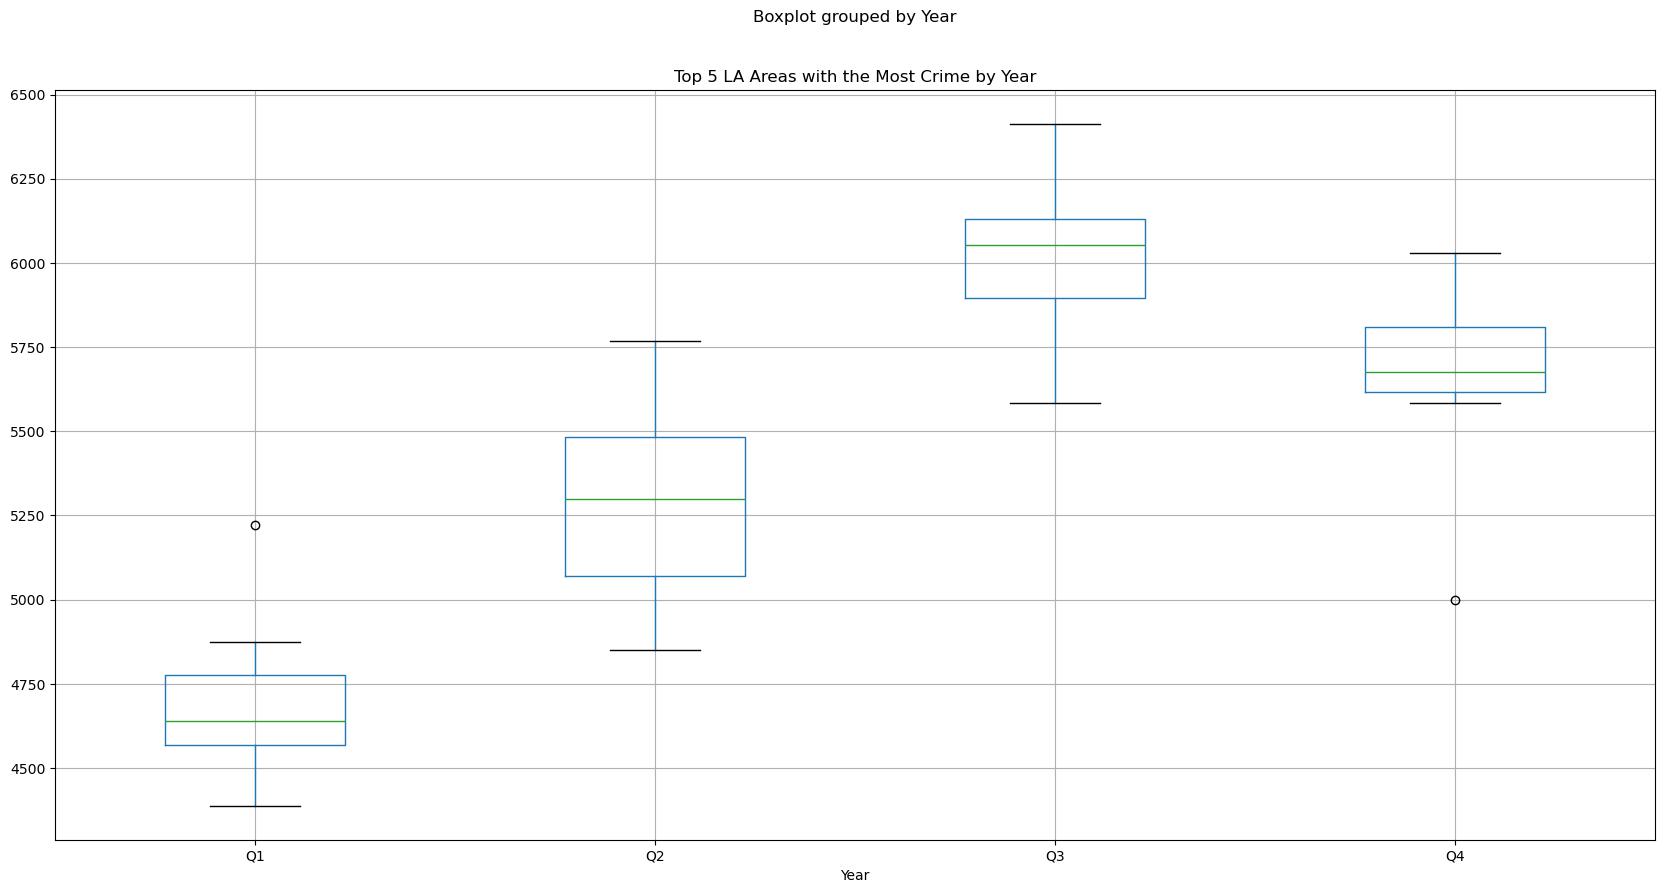 Boxplot grouped by Year
Top 5 LA Areas with the Most Crime by Year
6500
6250
6000
5750
5500
5250
5000
4750
4500
Q1 Q2 Q3 Q4
Year